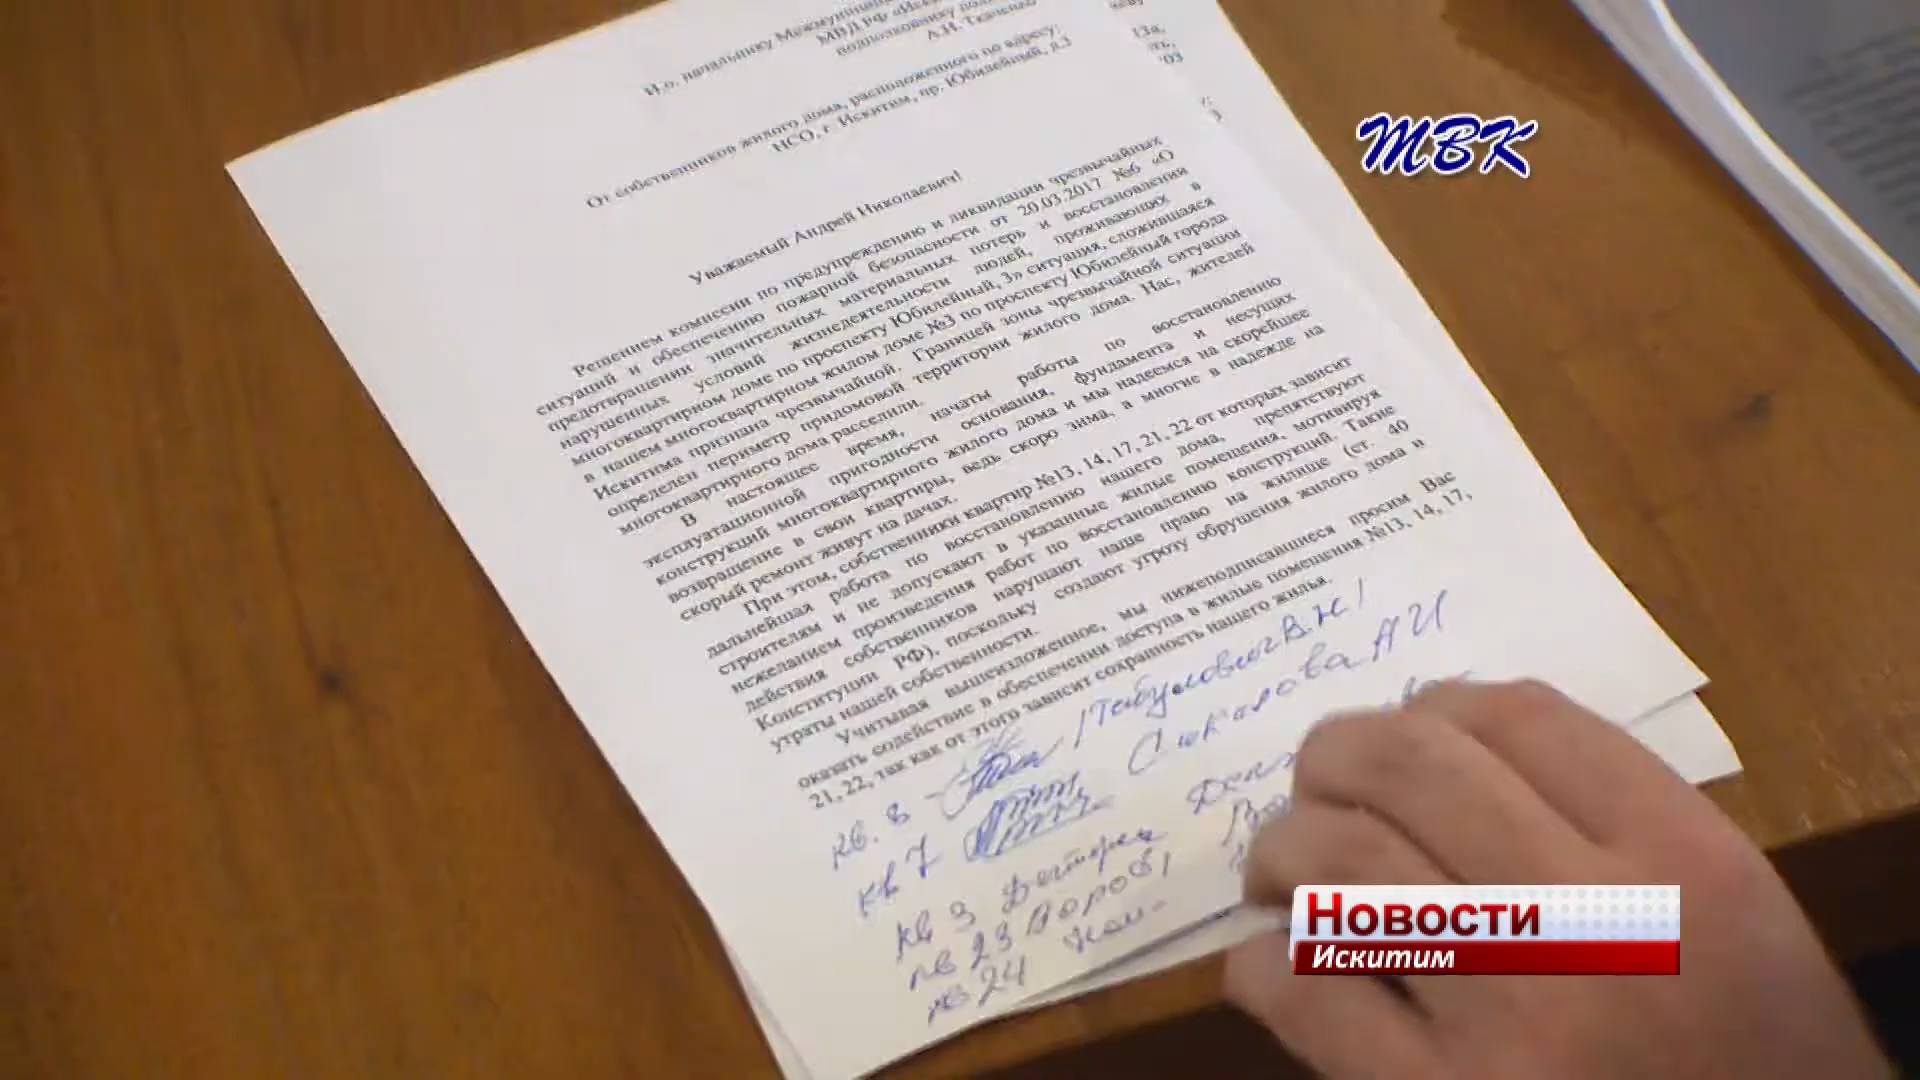 И.о. начальнику
МВД РФ
подполковнику
А.Н. Ткаченко
От собственников жилого дома, расположенного по адресу:
НСО, г. Искитим, пр. Юбилейный, д.3
Уважаемый Андрей Николаевич!
Решением комиссии по предупреждению и ликвидации чрезвычайных
ситуаций и обеспечению пожарной безопасности от 20.03.2017 №6 «О
предотвращении значительных материальных потерь и восстановления
нарушенных условий жизнедеятельности людей, проживающих в
многоквартирном доме по проспекту Юбилейный, 3» ситуация, сложившаяся
в нашем многоквартирном жилом доме №3 по проспекту Юбилейный города
Искитима признана чрезвычайной. Границей зоны чрезвычайной ситуации
определен периметр придомовой территории жилого дома. Нас, жителей
многоквартирного дома расселили.
В настоящее время, начаты работы по восстановлению
эксплуатационной пригодности основания, фундамента и несущих
конструкций многоквартирного жилого дома и мы надеемся на скорейшее
возвращение в свои квартиры, ведь скоро зима, а многие в надежде на
скорый ремонт живут на дачах.
При этом, собственники квартир №13, 14, 17, 21, 22 от которых зависит
дальнейшая работа по восстановлению нашего дома, препятствуют
строителям и не допускают в указанные жилые помещения, мотивируя
нежеланием произведения работ по восстановлению конструкций. Такие
действия собственников нарушают наше право на жилище (ст. 40
Конституции РФ), поскольку создают угрозу обрушения жилого дома и
утраты нашей собственности.
Учитывая вышеизложенное, мы нижеподписавшиеся просим Вас
оказать содействие в обеспечении доступа в жилые помещения №13, 14, 17,
21, 22, так как от этого зависит сохранность нашего жилья.
кв. 8
кв 7
кв 3
кв 23
кв 24
ТВК
Новости
Искитим